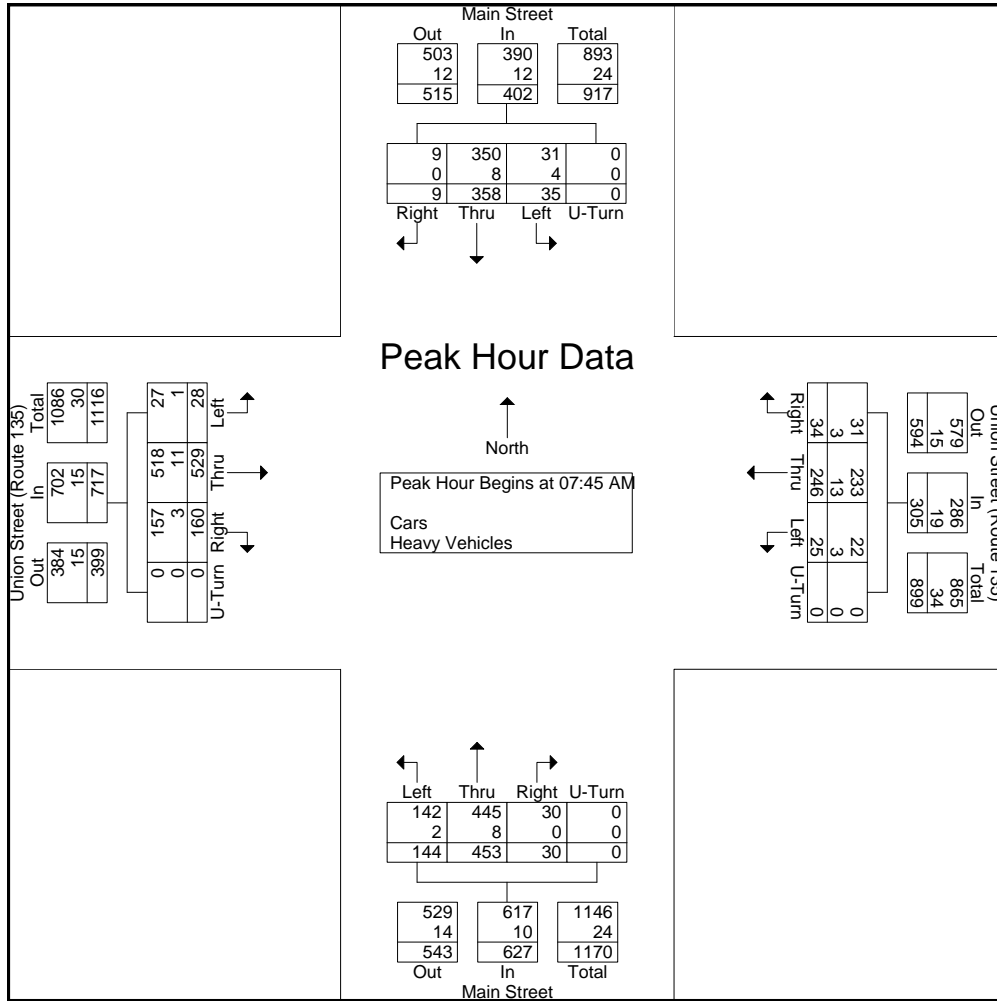 Main Street
Out In Total
503 390 893
12 12 24
515 402 917
9 350 31 0
0 8 4 0
9 358 35 0
Right Thru Left U-Turn
Peak Hour Data
North
Peak Hour Begins at 07:45 AM
Cars
Heavy Vehicles
Union Street (Route 135)
Out In Total
384 702 1086
15 15 30
399 717 1116
U-Turn Right Thru Left
0 157 518 27
0 3 11 1
0 160 529 28
Union Street (Route 135)
Out In Total
579 286 865
15 19 34
594 305 899
31 233 22 0
3 13 3 0
34 246 25 0
Right Thru Left U-Turn
Left Thru Right U-Turn
142 445 30 0
2 8 0 0
144 453 30 0
529 617 1146
14 10 24
543 627 1170
Out In Total
Main Street